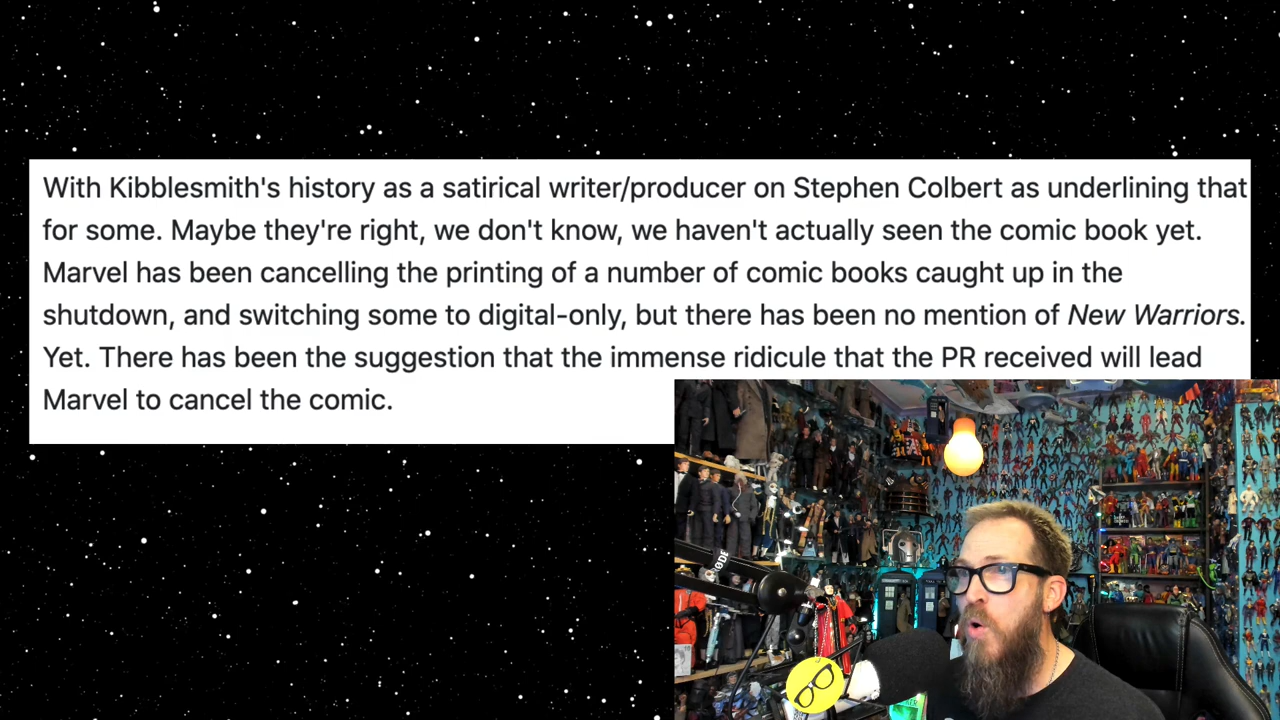 With Kibblesmith's history as a satirical writer/producer on Stephen Colbert as underlining that
for some. Maybe they're right, we don't know, we haven't actually seen the comic book yet.
Marvel has been cancelling the printing of a number of comic books caught up in the
shutdown, and switching some to digital-only, but there has been no mention of New Warriors.
Yet. There has been the suggestion that the immense ridicule that the PR received will lead
Marvel to cancel the comic.
RØDE